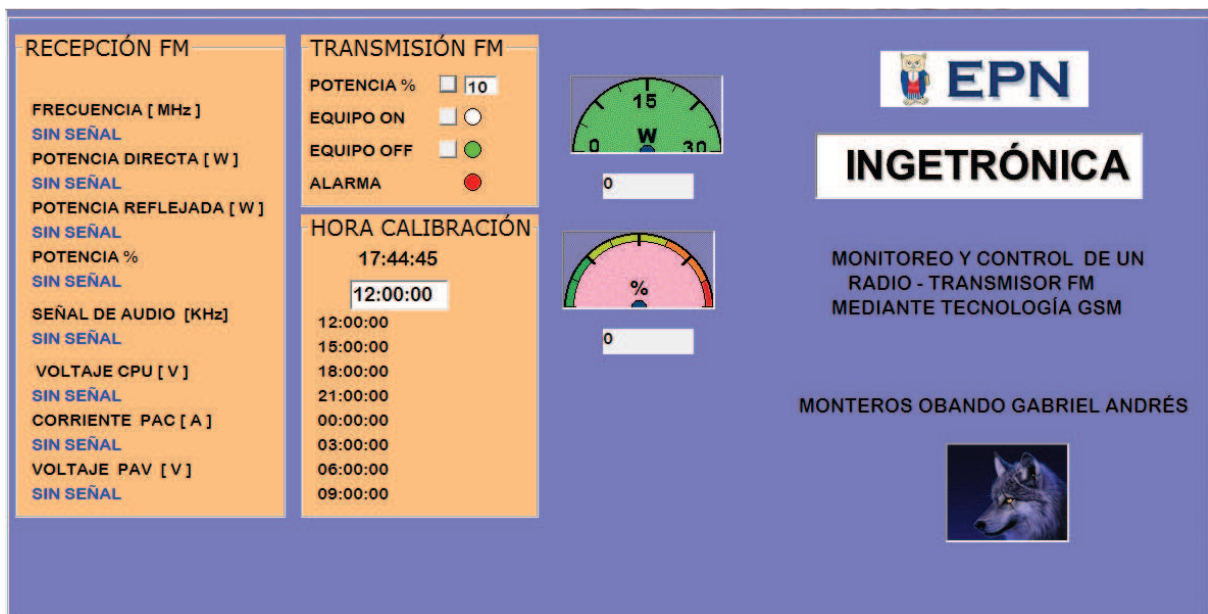 RECEPCIÓN FM
FRECUENCIA [ MHz ]
SIN SEÑAL
POTENCIA DIRECTA [ W ]
SIN SEÑAL
POTENCIA REFLEJADA [ W ]
SIN SEÑAL
POTENCIA %
SIN SEÑAL
SEÑAL DE AUDIO [KHz]
SIN SEÑAL
VOLTAJE CPU [ V ]
SIN SEÑAL
CORRIENTE PAC [ A ]
SIN SEÑAL
VOLTAJE PAV [ V ]
SIN SEÑAL
TRANSMISIÓN FM
POTENCIA % 10
EQUIPO ON
EQUIPO OFF
ALARMA
HORA CALIBRACIÓN
17:44:45
12:00:00
12:00:00
15:00:00
18:00:00
21:00:00
00:00:00
03:00:00
06:00:00
09:00:00
15
W
0 30
0
%
0
EPN
INGETRÓNICA
MONITOREO Y CONTROL DE UN
RADIO - TRANSMISOR FM
MEDIANTE TECNOLOGÍA GSM
MONTEROS OBANDO GABRIEL ANDRÉS